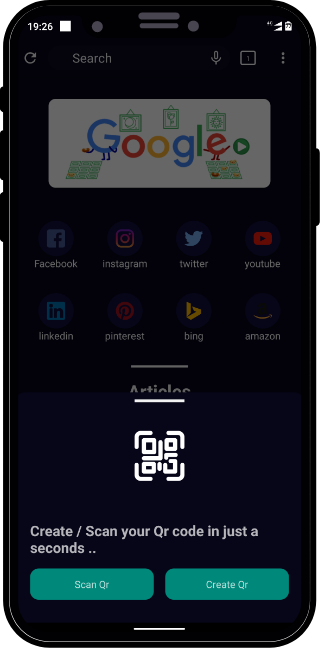 19:26
4G
Search
1
Google
Facebook
instagram
twitter
youtube
linkedin
pinterest
bing
amazon
Articles
Create / Scan your Qr code in just a
seconds ..
Scan Qr
Create Qr